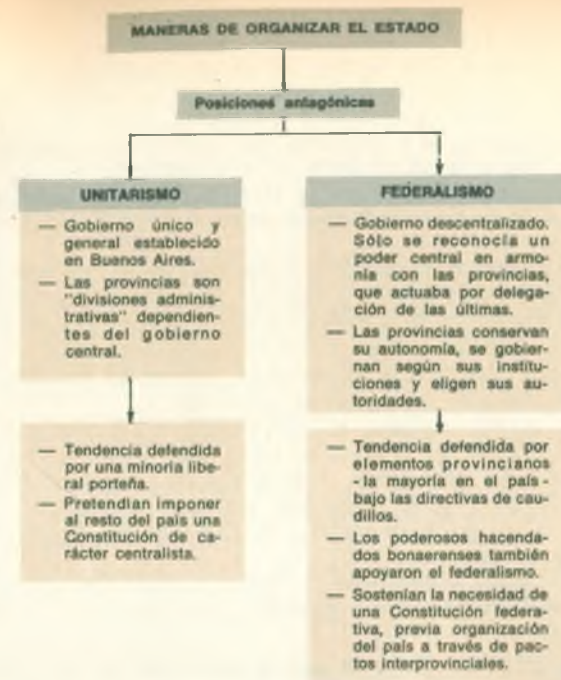 MANERAS DE ORGANIZAR EL ESTADO
Posiciones antagónicas
UNITARISMO
— Gobierno único y
general establecido
en Buenos Aires.
— Las provincias son
"divisiones adminis-
trativas" dependien-
tes del gobierno
central.
— Tendencia defendida
por una minoría libe-
ral porteña.
— Pretendían imponer
al resto del país una
Constitución de ca-
rácter centralista.
FEDERALISMO
— Gobierno descentralizado.
Sólo se reconocía un
poder central en armo-
nía con las provincias,
que actuaba por delega-
ción de las últimas.
— Las provincias conservan
su autonomía, se gobier-
nan según sus institu-
ciones y eligen sus au-
toridades.
— Tendencia defendida por
elementos provincianos
- la mayoría en el país -
bajo las directivas de cau-
dillos.
— Los poderosos hacenda-
dos bonaerenses también
apoyaron el federalismo.
— Sostenían la necesidad de
una Constitución federa-
tiva, previa organización
del país a través de pac-
tos interprovinciales.